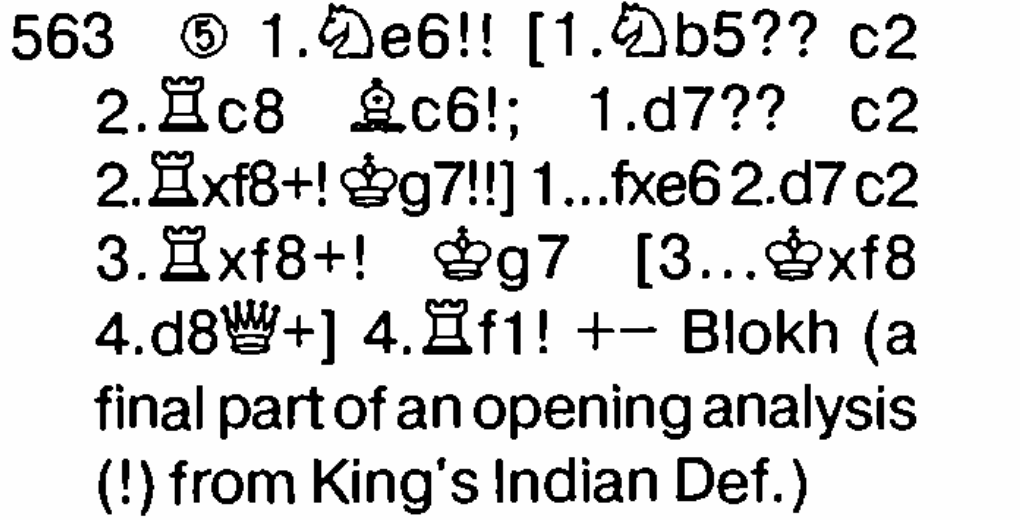 563 ⑤ 1.♘e6!! [1.♘b5?? c2
2.♖c8 ♗c6!; 1.d7?? c2
2.♖xf8+! ♔g7!!] 1...fxe6 2.d7 c2
3.♖xf8+! ♔g7 [3...♔xf8
4.d8♕+] 4.♖f1! +− Blokh (a
final part of an opening analysis
(!) from King's Indian Def.)